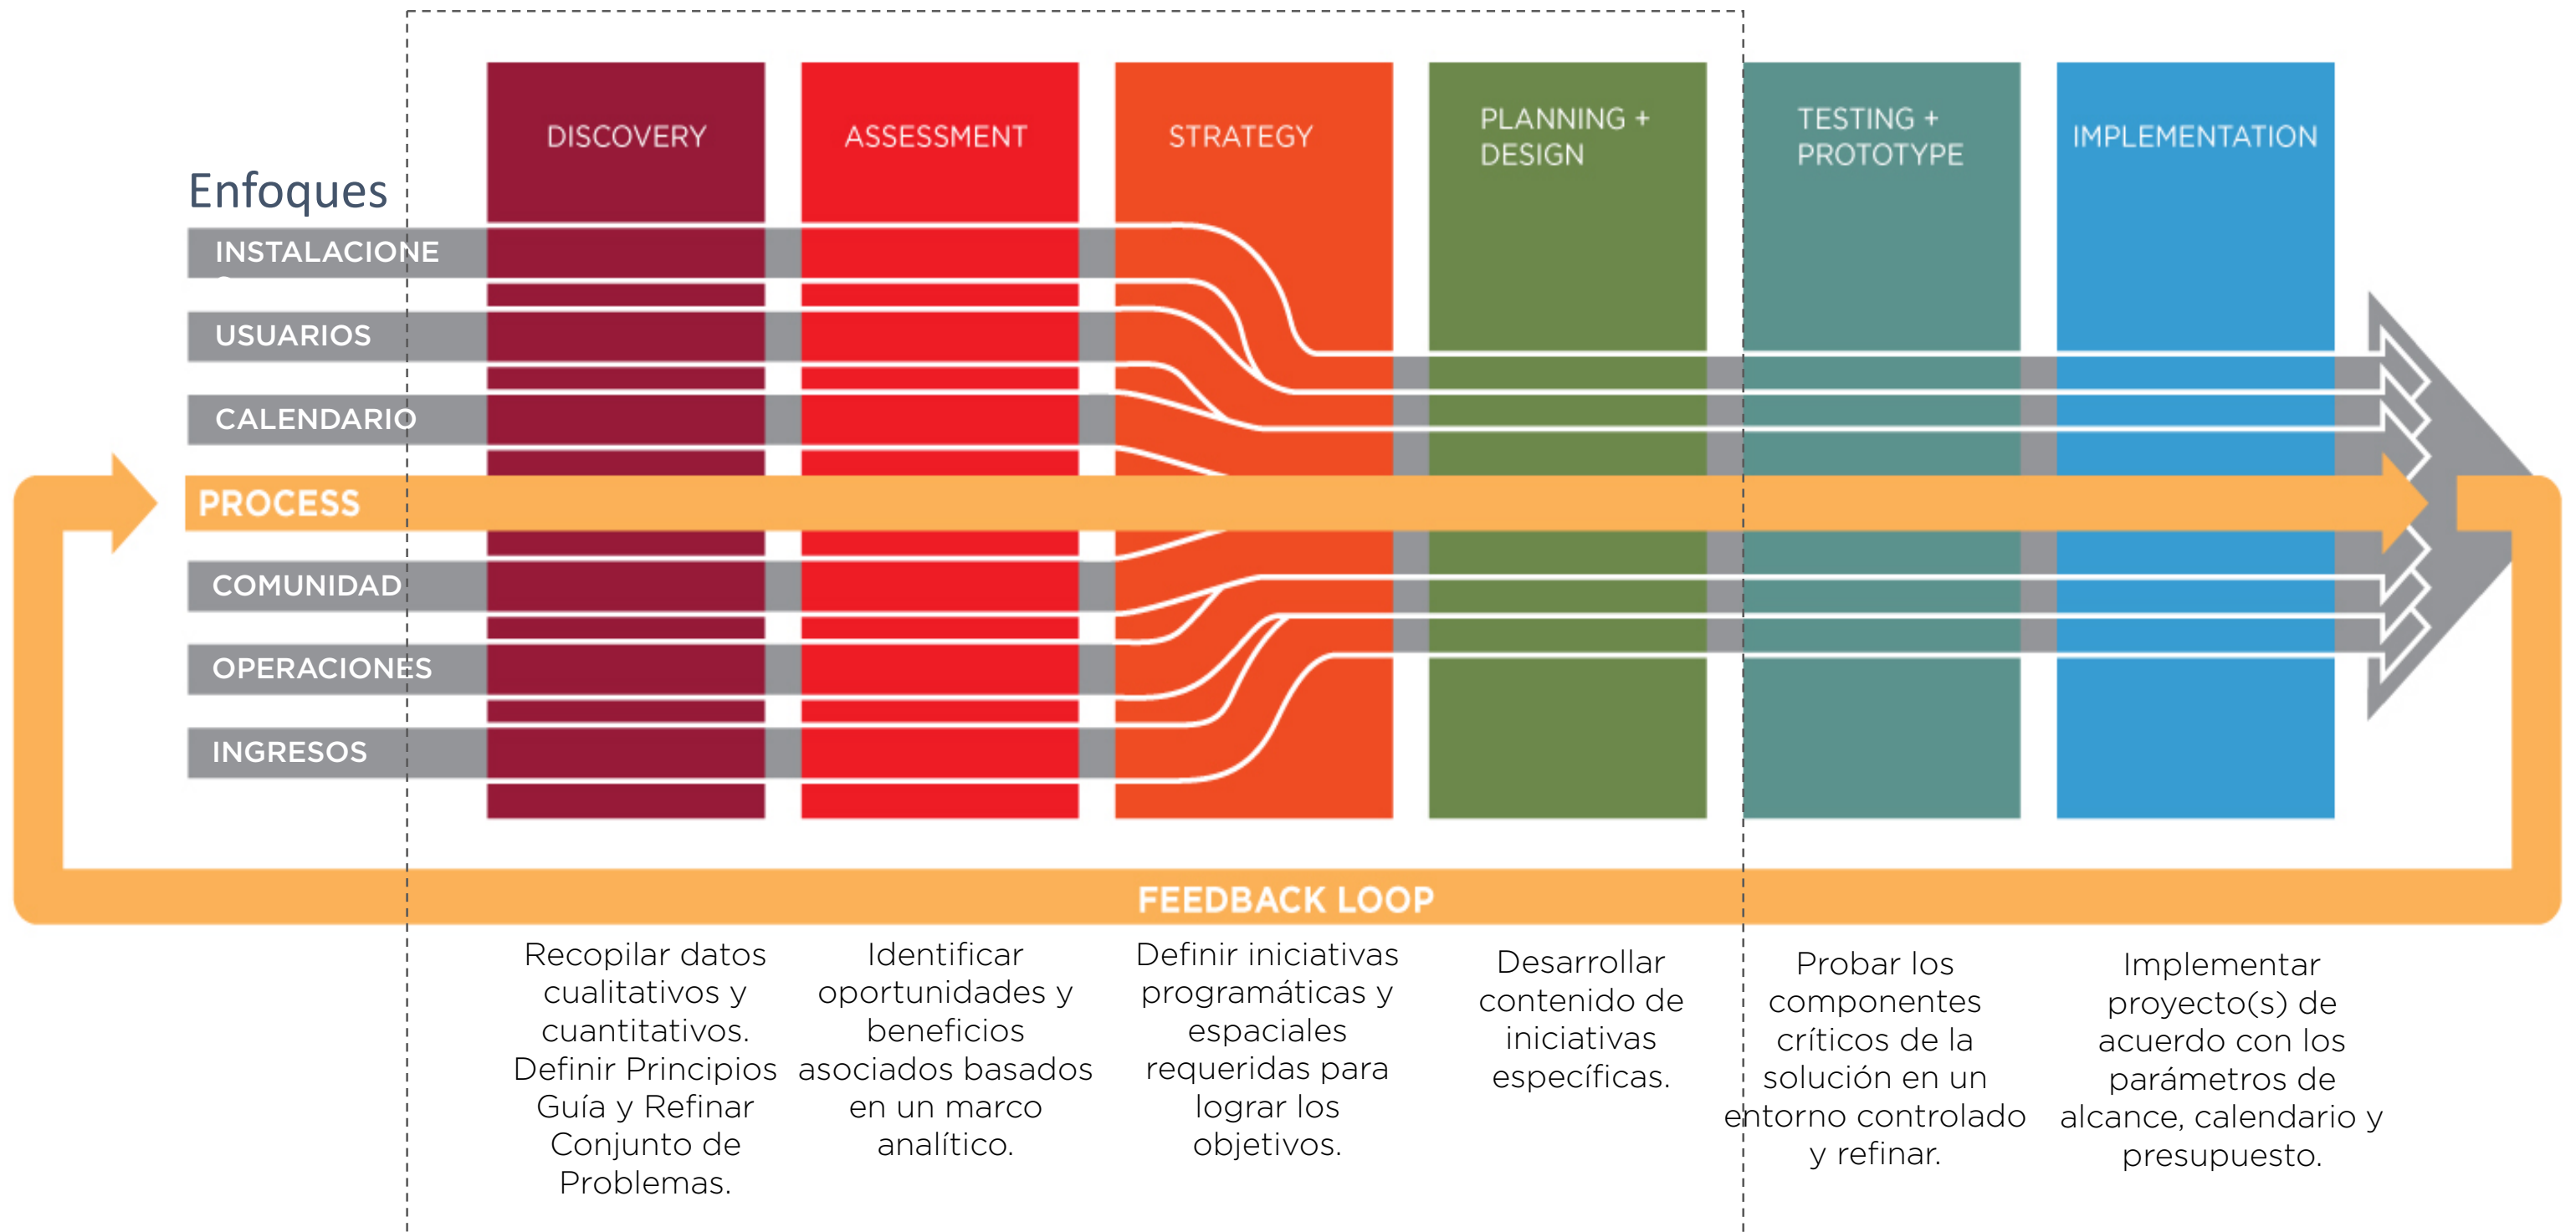 DISCOVERY
ASSESSMENT
STRATEGY
PLANNING +
DESIGN
TESTING +
PROTOTYPE
IMPLEMENTATION
Enfoques
INSTALACIONE
USUARIOS
CALENDARIO
PROCESS
COMUNIDAD
OPERACIONES
INGRESOS
FEEDBACK LOOP
Recopilar datos
cualitativos y
cuantitativos.
Definir Principios
Guía y Refinar
Conjunto de
Problemas.
Identificar
oportunidades y
beneficios
asociados basados
en un marco
analítico.
Definir iniciativas
programáticas y
espaciales
requeridas para
lograr los
objetivos.
Desarrollar
contenido de
iniciativas
específicas.
Probar los
componentes
críticos de la
solución en un
entorno controlado
y refinar.
Implementar
proyecto(s) de
acuerdo con los
parámetros de
alcance, calendario y
presupuesto.